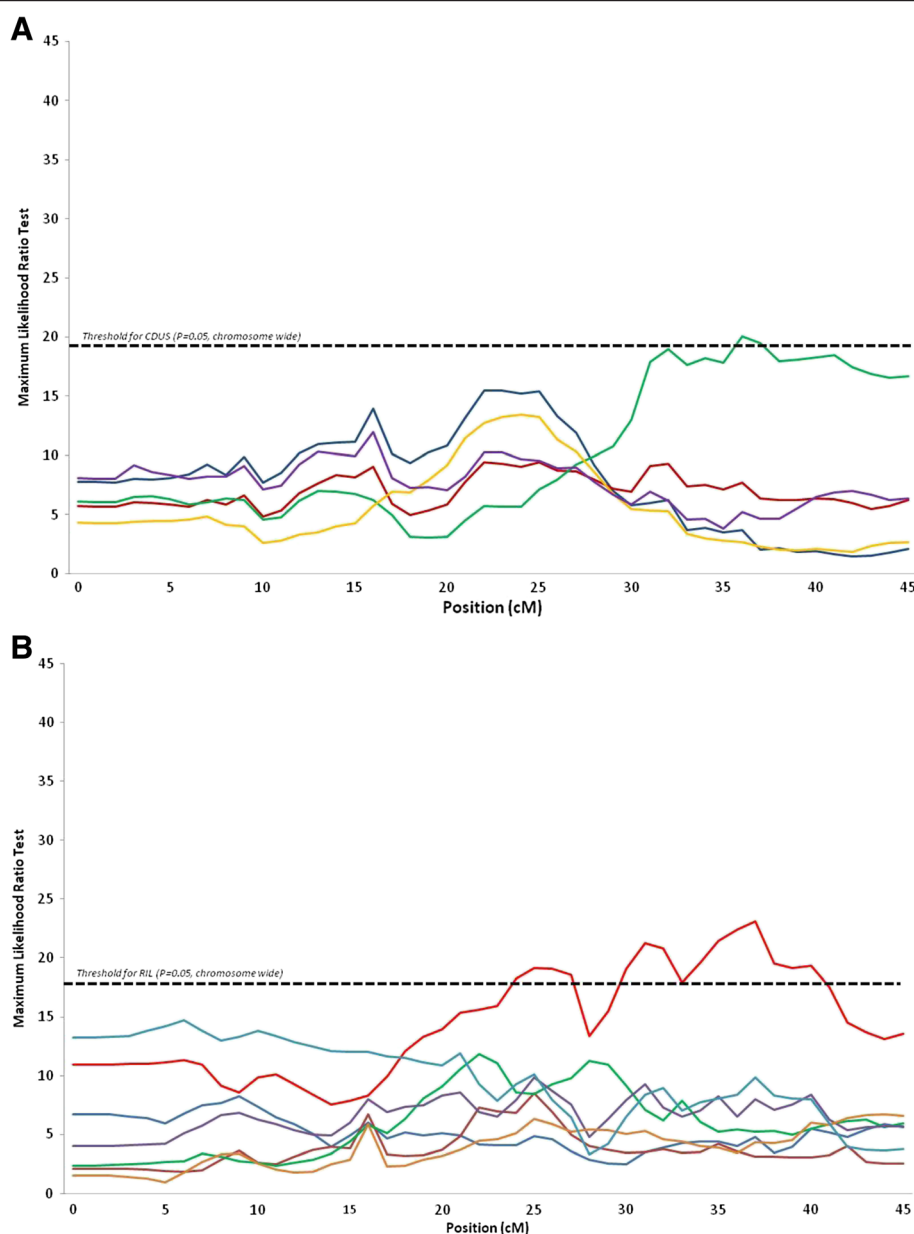 A
45
40
35
30
25
20
15
10
5
0
Maximum Likelihood Ratio Test
Threshold for CDUS (P=0.05, chromosome wide)
0 5 10 15 20 25 30 35 40 45
Position (cM)
B
45
40
35
30
25
20
15
10
5
0
Maximum Likelihood Ratio Test
Threshold for RIL (P=0.05, chromosome wide)
0 5 10 15 20 25 30 35 40 45
Position (cM)